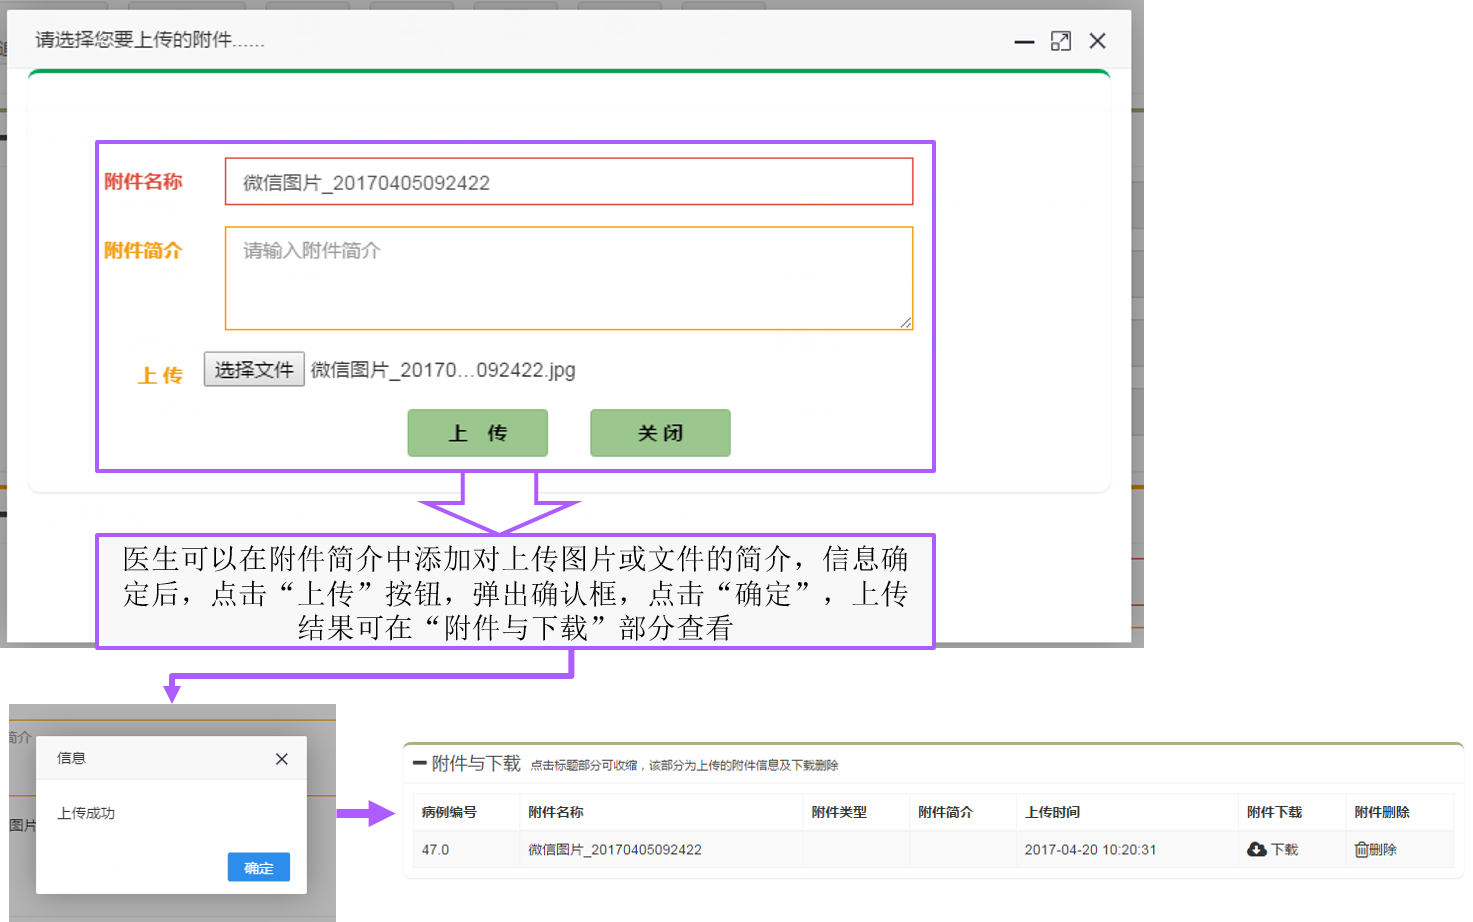 请选择您要上传的附件......
附件名称
微信图片_20170405092422
附件简介
请输入附件简介
上 传
选择文件 微信图片_20170...092422.jpg
上 传
关 闭
医生可以在附件简介中添加对上传图片或文件的简介，信息确
定后，点击“上传”按钮，弹出确认框，点击“确定”，上传
结果可在“附件与下载”部分查看
简介
信息
上传成功
图片
确定
附件与下载 点击标题部分可收缩，该部分为上传的附件信息及下载删除
病例编号 附件名称 附件类型 附件简介 上传时间 附件下载 附件删除
47.0 微信图片_20170405092422 2017-04-20 10:20:31 下载 删除